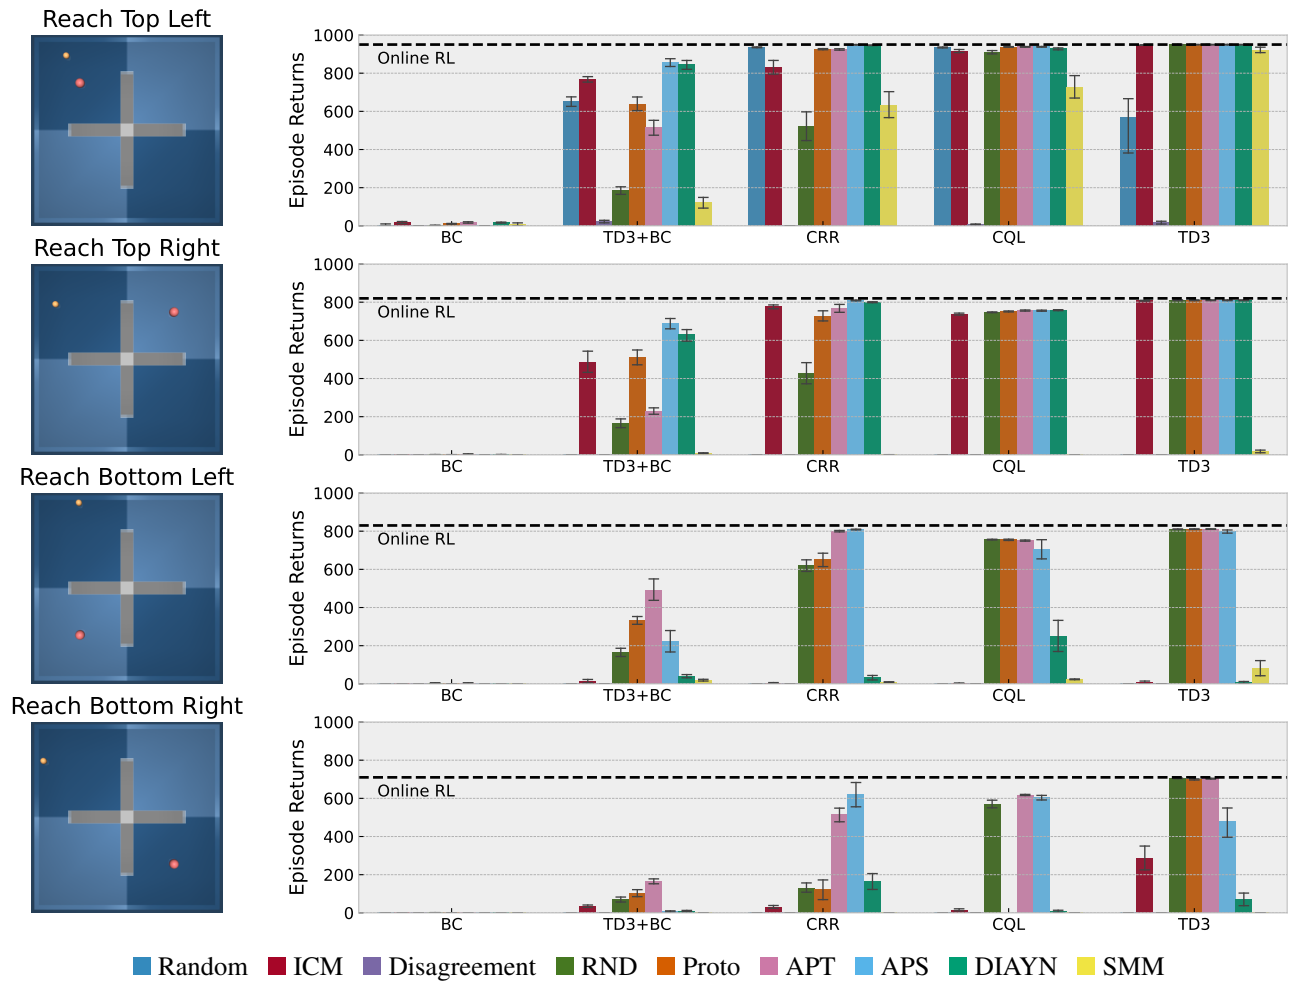 Reach Top Left
Episode Returns
1000
800
600
400
200
0
Online RL
BC TD3+BC CRR CQL TD3
Reach Top Right
Episode Returns
1000
800
600
400
200
0
Online RL
BC TD3+BC CRR CQL TD3
Reach Bottom Left
Episode Returns
1000
800
600
400
200
0
Online RL
BC TD3+BC CRR CQL TD3
Reach Bottom Right
Episode Returns
1000
800
600
400
200
0
Online RL
BC TD3+BC CRR CQL TD3
Random ICM Disagreement RND Proto APT APS DIAYN SMM